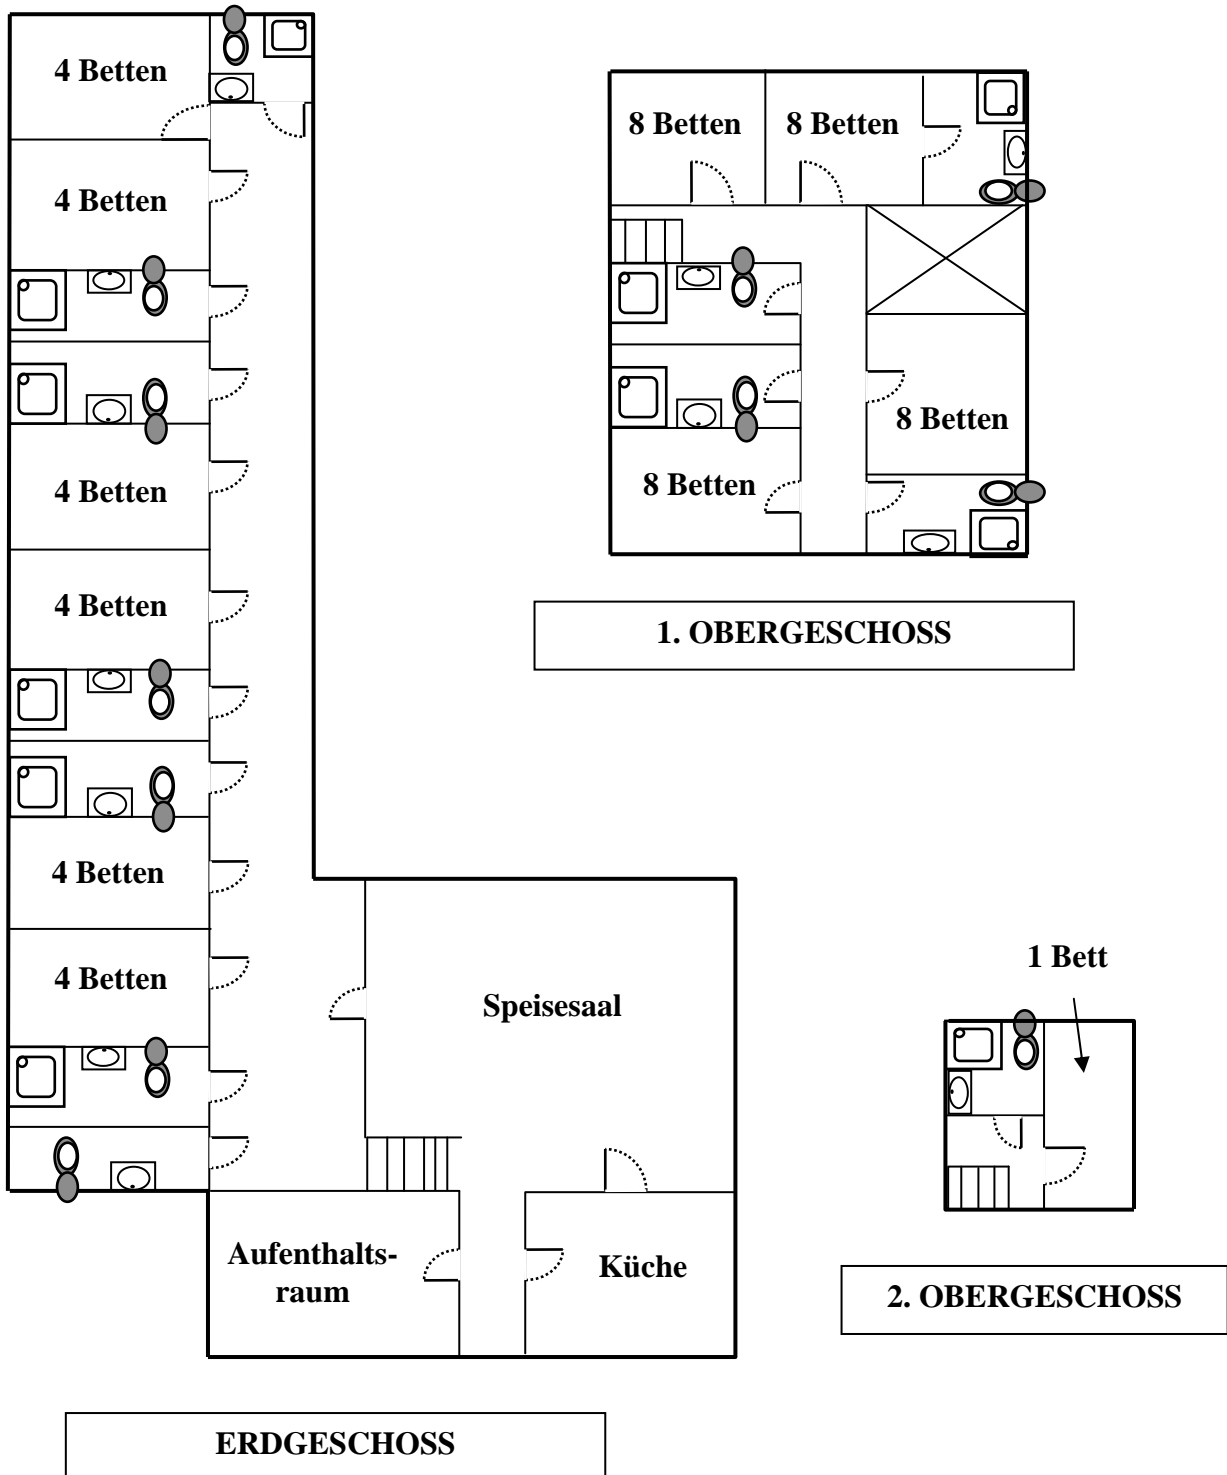 4 Betten
4 Betten
4 Betten
4 Betten
4 Betten
4 Betten
Speisesaal
Aufenthalts-
raum
Küche
ERDGESCHOSS
8 Betten
8 Betten
8 Betten
8 Betten
1. OBERGESCHOSS
1 Bett
2. OBERGESCHOSS